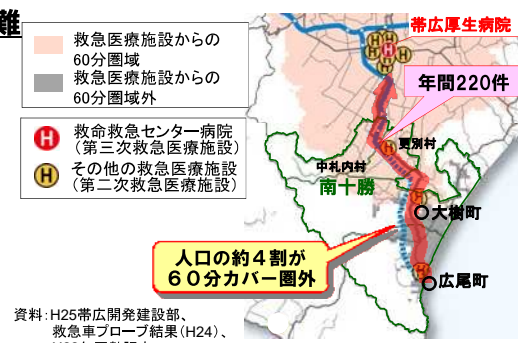 難
救急医療施設からの
60分圏域
救急医療施設からの
60分圏域外
H 救命救急センター病院
（第三次救急医療施設）
H その他の救急医療施設
（第二次救急医療施設）
帯広厚生病院
H
H
H
H
H
H
H
年間220件
H
更別村
中札内村
南十勝
H
大樹町
人口の約４割が
６０分カバー圏外
H
広尾町
資料：H25帯広開発建設部、
救急車プローブ結果（H24）、